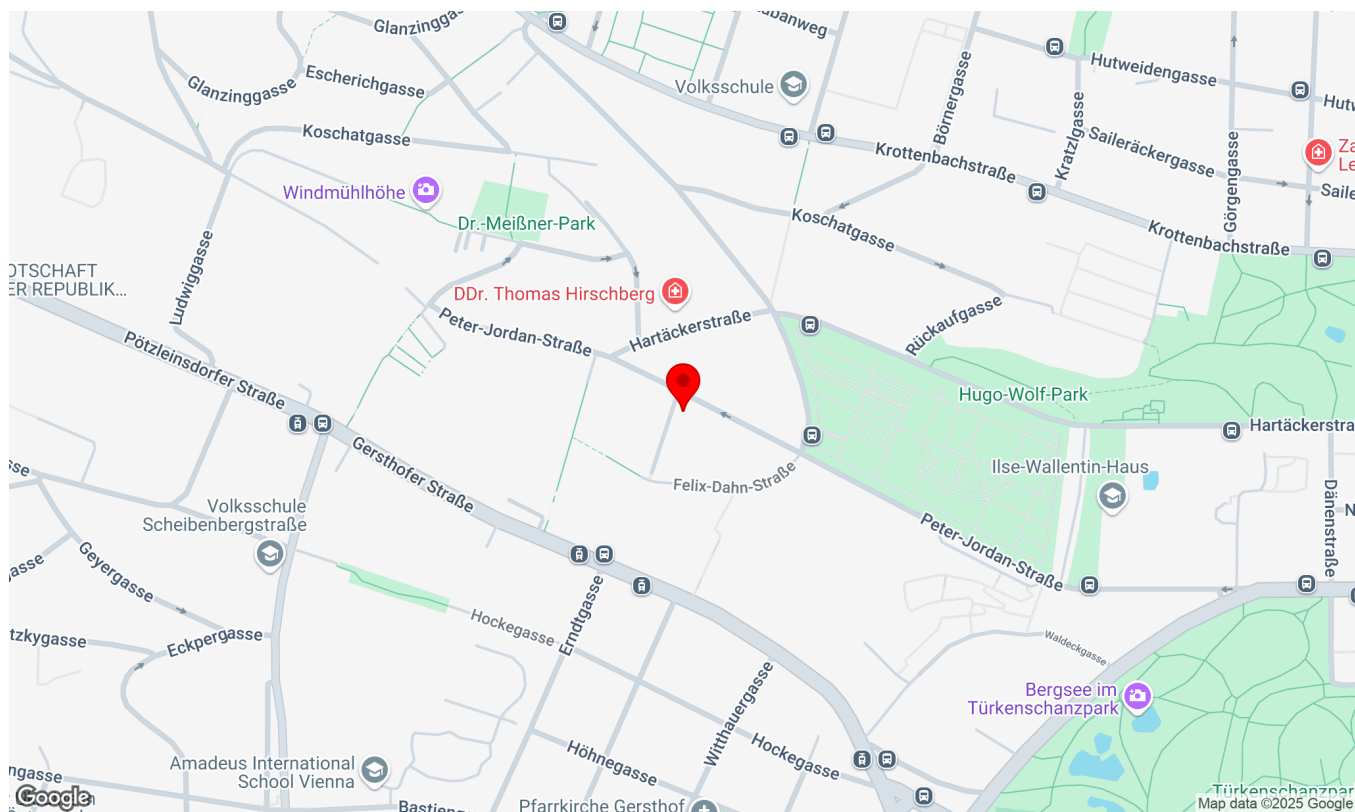 Glanzinggasse
Glanzinggasse
Escherichgasse
Koschatgasse
Volksschule
Börnergasse
Hutweidengasse
Kratzlgasse
Saileräckergasse
Krottenbachstraße
Görgengasse
Windmühlhöhe
Dr.-Meißner-Park
Koschatgasse
Krottenbachstraße
Ludwiggasse
DDr. Thomas Hirschberg
Peter-Jordan-Straße
Hartäckerstraße
Rückaufgasse
Pötzleinsdorfer Straße
Hugo-Wolf-Park
Gersthofer Straße
Felix-Dahn-Straße
Ilse-Wallentin-Haus
Dänenstraße
Volksschule
Scheibenbergstraße
Peter-Jordan-Straße
Geyergasse
Eckpergasse
Hockegasse
Erndtgasse
Waldeckgasse
Bergsee im
Türkenschanzpark
Witthauergasse
Hockegasse
Höhnegasse
Amadeus International
School Vienna
Pfarrkirche Gersthof
Google
Map data ©2025 Google